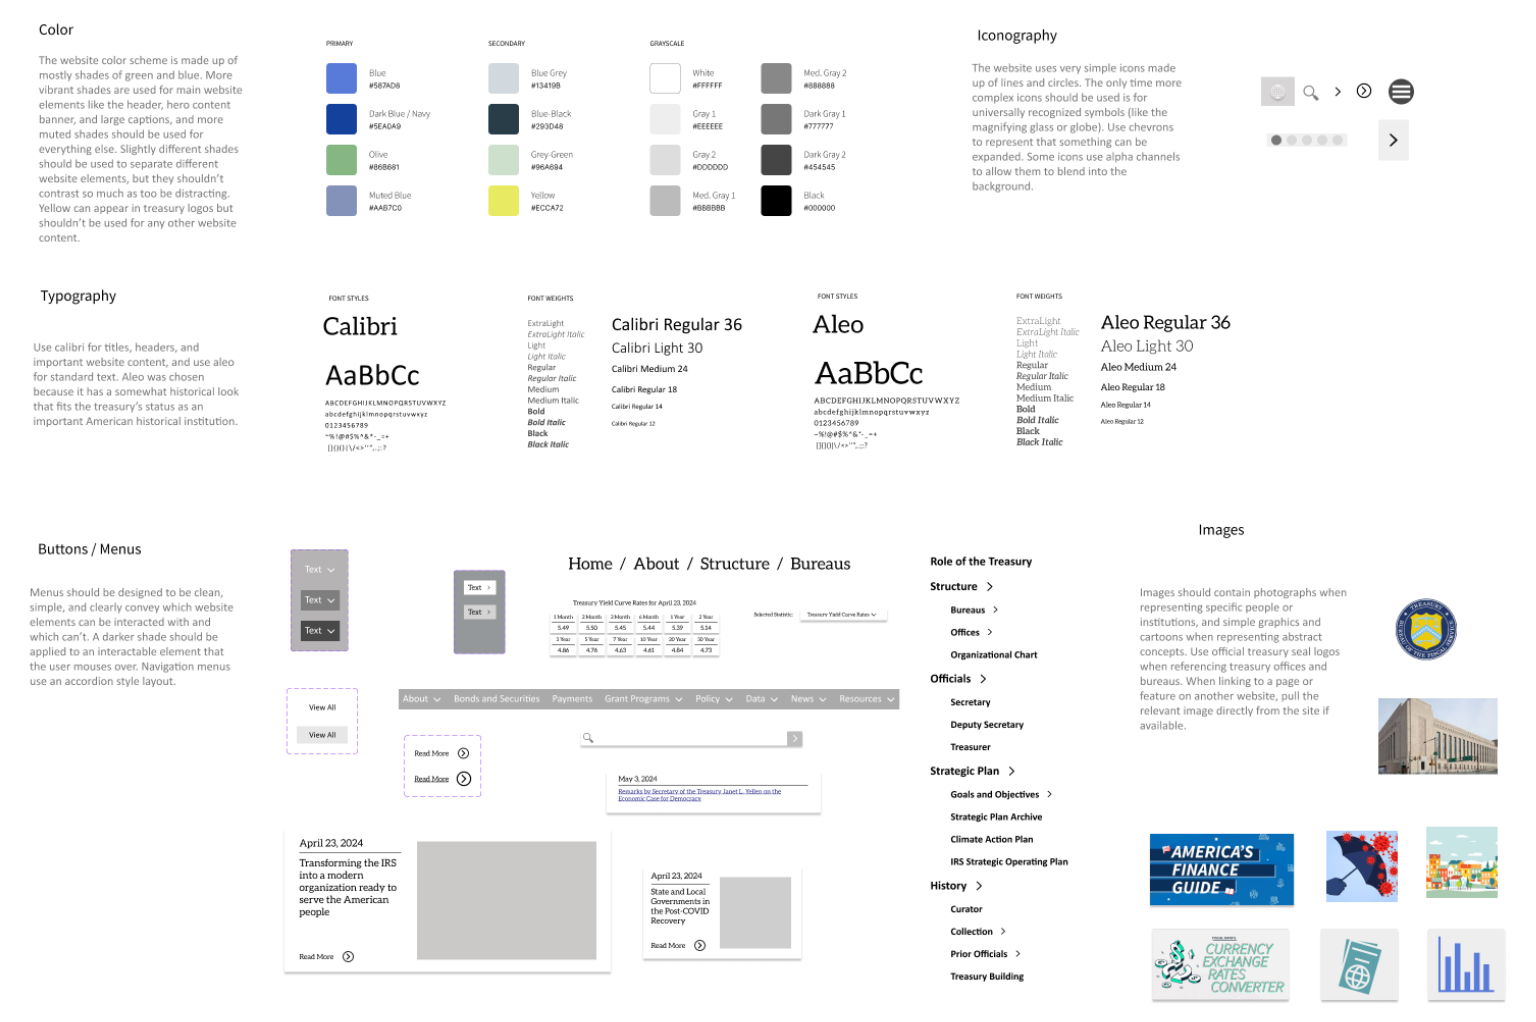 Color
The website color scheme is made up of
mostly shades of green and blue. More
vibrant shades are used for main website
elements like the header, hero content
banner, and large captions, and more
muted shades should be used for
everything else. Slightly different shades
should be used to separate different
website elements, but they shouldn't
contrast so much as too be distracting.
Yellow can appear in treasury logos but
shouldn't be used for any other website
content.
PRIMARY
Blue
#587AD8
Dark Blue / Navy
#5EA0A9
Olive
#86B681
Muted Blue
#AAB7C0
SECONDARY
Blue Grey
#13419B
Blue-Black
#293D48
Grey-Green
#96A694
Yellow
#ECCA72
GRAYSCALE
White
#FFFFFF
Gray 1
#EEEEEE
Gray 2
#DDDDDD
Med. Gray 1
#BBBBBB
Med. Gray 2
#888888
Dark Gray 1
#777777
Dark Gray 2
#454545
Black
#000000
Iconography
The website uses very simple icons made
up of lines and circles. The only time more
complex icons should be used is for
universally recognized symbols (like the
magnifying glass or globe). Use chevrons
to represent that something can be
expanded. Some icons use alpha channels
to allow them to blend into the
background.
Typography
Use calibri for titles, headers, and
important website content, and use aleo
for standard text. Aleo was chosen
because it has a somewhat historical look
that fits the treasury's status as an
important American historical institution.
FONT STYLES
Calibri
AaBbCc
ABCDEFGHIJKLMNOPQRSTUVWXYZ
abcdefghijklmnopqrstuvwxyz
0123456789
~%!@#$%^&*-_=+
[]{}()|\/<>"'",.;:?
FONT WEIGHTS
ExtraLight
ExtraLight Italic
Light
Light Italic
Regular
Regular Italic
Medium
Medium Italic
Bold
Bold Italic
Black
Black Italic
Calibri Regular 36
Calibri Light 30
Calibri Medium 24
Calibri Regular 18
Calibri Regular 14
Calibri Regular 12
FONT STYLES
Aleo
AaBbCc
ABCDEFGHIJKLMNOPQRSTUVWXYZ
abcdefghijklmnopqrstuvwxyz
0123456789
~%!@#$%^&*-_=+
[]{}()|\/<>"'",.;:?
FONT WEIGHTS
ExtraLight
ExtraLight Italic
Light
Light Italic
Regular
Regular Italic
Medium
Medium Italic
Bold
Bold Italic
Black
Black Italic
Aleo Regular 36
Aleo Light 30
Aleo Medium 24
Aleo Regular 18
Aleo Regular 14
Aleo Regular 12
Buttons / Menus
Menus should be designed to be clean,
simple, and clearly convey which website
elements can be interacted with and
which can't. A darker shade should be
applied to an interactable element that
the user mouses over. Navigation menus
use an accordion style layout.
Text
Text
Text
Text
Text
Home / About / Structure / Bureaus
Treasury Yield Curve Rates for April 23, 2024
1 Month 2 Month 3 Month 6 Month 1 Year 2 Year
5.49 5.50 5.45 5.44 5.39 5.14
3 Year 5 Year 7 Year 10 Year 20 Year 30 Year
4.86 4.76 4.63 4.61 4.84 4.73
Selected Statistic: Treasury Yield Curve Rates
View All
View All
About Bonds and Securities Payments Grant Programs Policy Data News Resources
Read More
Read More
May 3, 2024
Remarks by Secretary of the Treasury Janet L. Yellen on the
Economic Case for Democracy
April 23, 2024
Transforming the IRS
into a modern
organization ready to
serve the American
people
Read More
April 23, 2024
State and Local
Governments in
the Post-COVID
Recovery
Read More
Role of the Treasury
Structure
Bureaus
Offices
Organizational Chart
Officials
Secretary
Deputy Secretary
Treasurer
Strategic Plan
Goals and Objectives
Strategic Plan Archive
Climate Action Plan
IRS Strategic Operating Plan
History
Curator
Collection
Prior Officials
Treasury Building
Images
Images should contain photographs when
representing specific people or
institutions, and simple graphics and
cartoons when representing abstract
concepts. Use official treasury seal logos
when referencing treasury offices and
bureaus. When linking to a page or
feature on another website, pull the
relevant image directly from the site if
available.
TREASURY
BUREAU OF THE FISCAL SERVICE
AMERICA'S
FINANCE
GUIDE
CURRENCY
EXCHANGE
RATES
CONVERTER